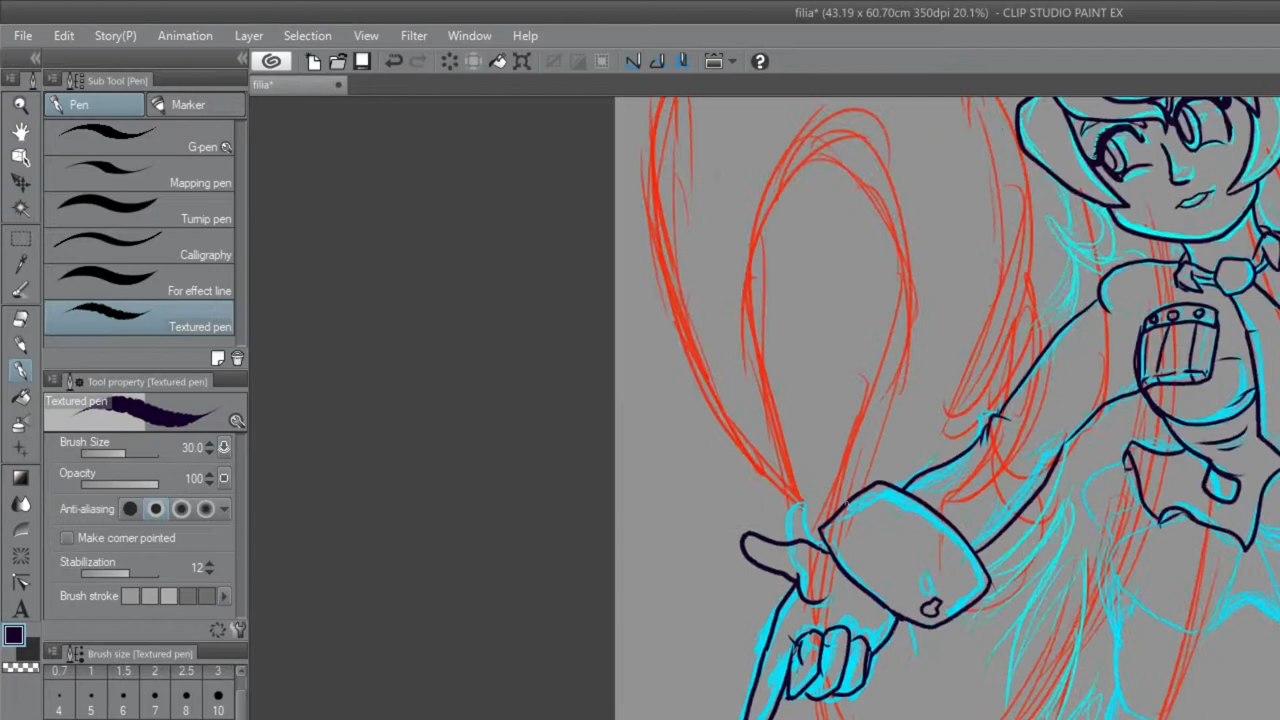 filia* (43.19 x 60.70cm 350dpi 20.1%) - CLIP STUDIO PAINT EX
File Edit Story(P) Animation Layer Selection Filter View Window Help
Sub Tool [Pen]
filia*
Pen Marker
G-pen
Mapping pen
Turnip pen
Calligraphy
For effect line
Textured pen
Tool property [Textured pen]
Textured pen
Brush Size 30.0
Opacity 100
Anti-aliasing
Make corner pointed
Stabilization 12
Brush stroke
A
Brush size [Textured pen]
0.7 1 1.5 2 2.5 3
4 5 6 7 8 10